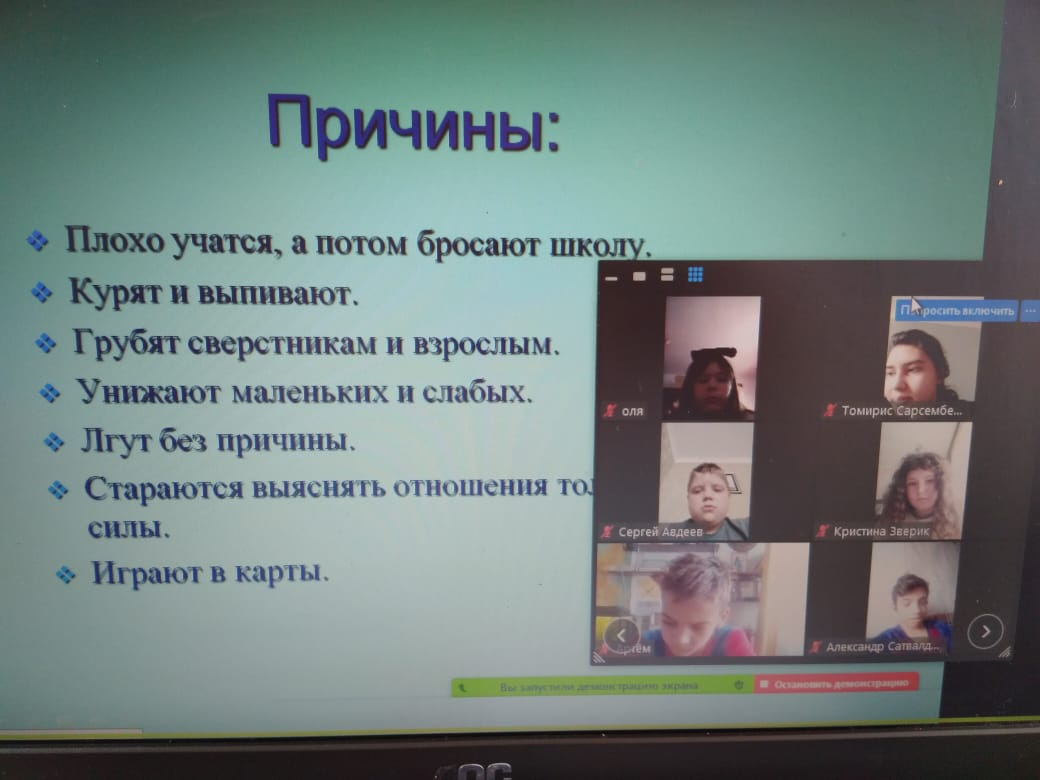 Причины:
Плохо учатся, а потом бросают школу.
Курят и выпивают.
Грубят сверстникам и взрослым.
Унижают маленьких и слабых.
Лгут без причины.
Стараются выяснять отношения
силы.
Играют в карты.
включить
оля
Томирис Сарсембе...
Сергей Авдеев
Кристина Зверик
Артём
Александр Сатвалд...
Вы запустили демонстрацию экрана
Остановить демонстрацию